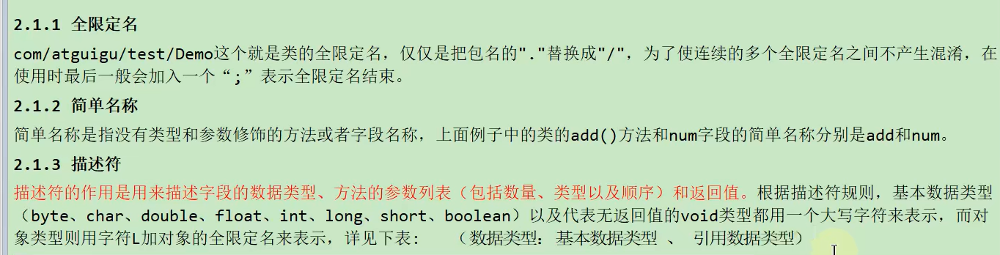 2.1.1 全限定名
com/atguigu/test/Demo这个就是类的全限定名，仅仅是把包名的"."替换成"/"，为了使连续的多个全限定名之间不产生混淆，在
使用时最后一般会加入一个“;”表示全限定名结束。
2.1.2 简单名称
简单名称是指没有类型和参数修饰的方法或者字段名称，上面例子中的类的add()方法和num字段的简单名称分别是add和num。
2.1.3 描述符
描述符的作用是用来描述字段的数据类型、方法的参数列表（包括数量、类型以及顺序）和返回值。根据描述符规则，基本数据类型
（byte、char、double、float、int、long、short、boolean）以及代表无返回值的void类型都用一个大写字符来表示，而对
象类型则用字符L加对象的全限定名来表示，详见下表: （数据类型：基本数据类型 、 引用数据类型）